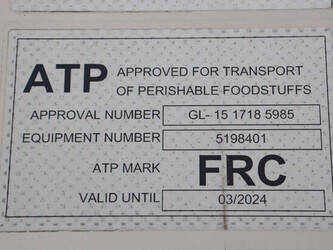 ATP APPROVED FOR TRANSPORT
OF PERISHABLE FOODSTUFFS
APPROVAL NUMBER GL- 15 1718 5985
EQUIPMENT NUMBER 5198401
ATP MARK FRC
VALID UNTIL 03/2024